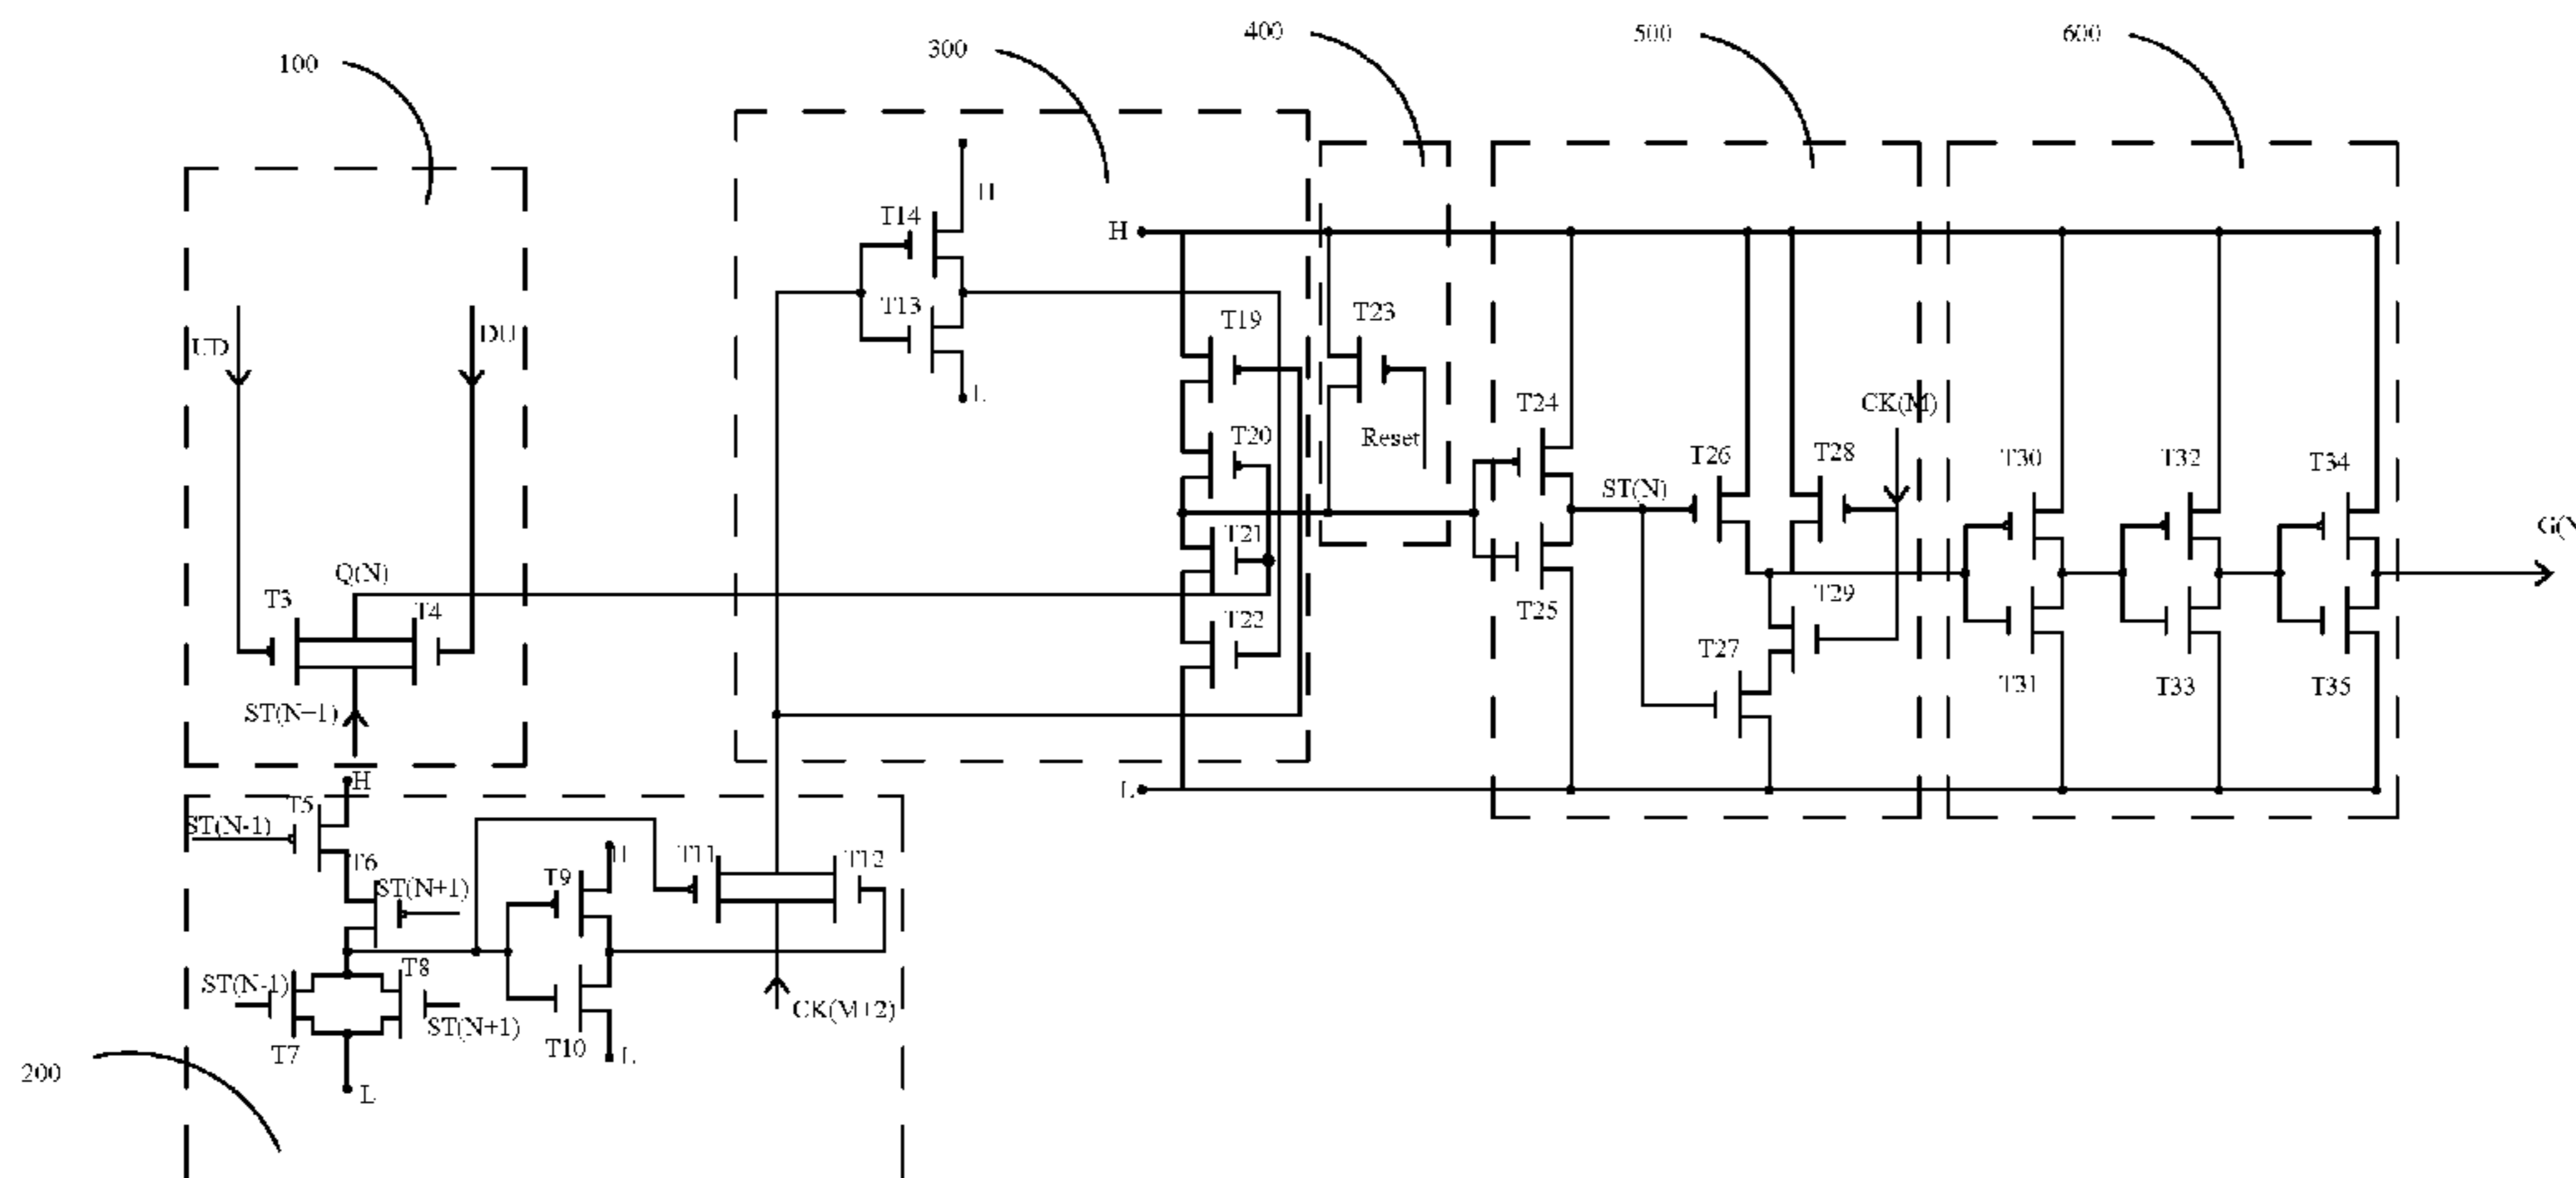 100
300
400
500
600
H
T14
H
T13
T19
T23
UD
DU
L
T24
CK(M)
T20
Reset
T26
T28
T30
T32
T34
ST(N)
T21
Q(N)
T3
T4
T22
T25
T29
T27
T31
T33
T35
ST(N-1)
H
T5
L
ST(N-1)
T6
H
T11
T12
ST(N+1)
T9
T8
ST(N-1)
CK(M+2)
ST(N+1)
T7
T10
L
200
L